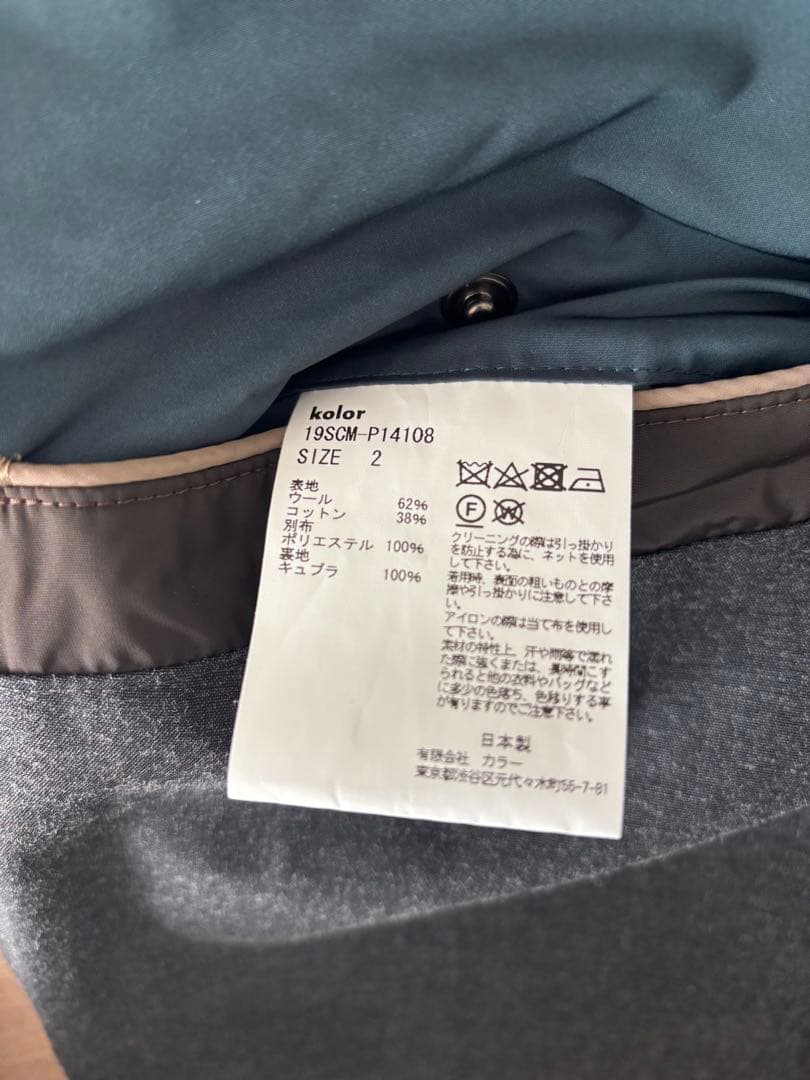 kolor
19SCM-P14108
SIZE 2
表地
ウール 62%
コットン 38%
別布
ポリエステル 100%
裏地
キュプラ 100%
F
W
クリーニングの際は引っ掛かり
を防止する為に、ネットを使用
して下さい。
着用時、表面の粗いものとの摩
擦や引っ掛かりに注意して下さ
い。
アイロンの際は当て布を使用し
て下さい。
素材の特性上、汗や雨等で濡れ
た際に強くまたは、長時間こす
られると他の衣料やバッグなど
に多少の色落ち、色移りする事
が有りますのでご注意下さい。
日本製
有限会社 カラー
東京都渋谷区元代々木町